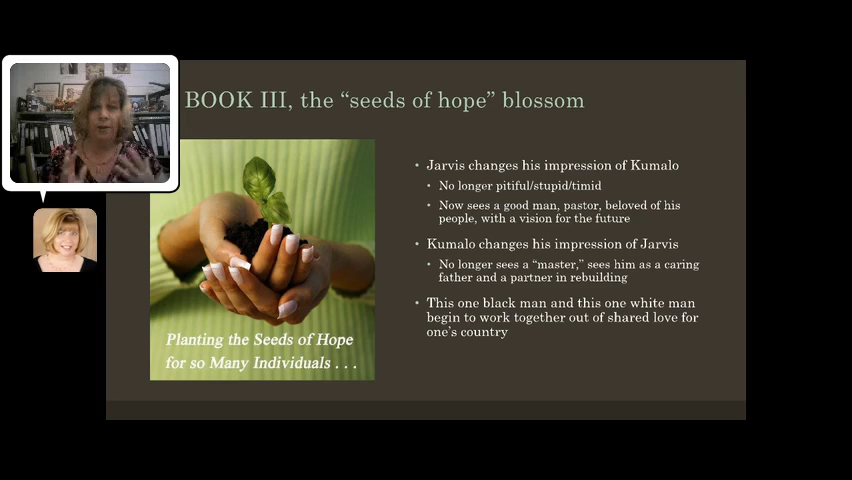 BOOK III, the “seeds of hope” blossom
Planting the Seeds of Hope
for so Many Individuals . . .
• Jarvis changes his impression of Kumalo
• No longer pitiful/stupid/timid
• Now sees a good man, pastor, beloved of his
people, with a vision for the future
• Kumalo changes his impression of Jarvis
• No longer sees a “master,” sees him as a caring
father and a partner in rebuilding
• This one black man and this one white man
begin to work together out of shared love for
one’s country